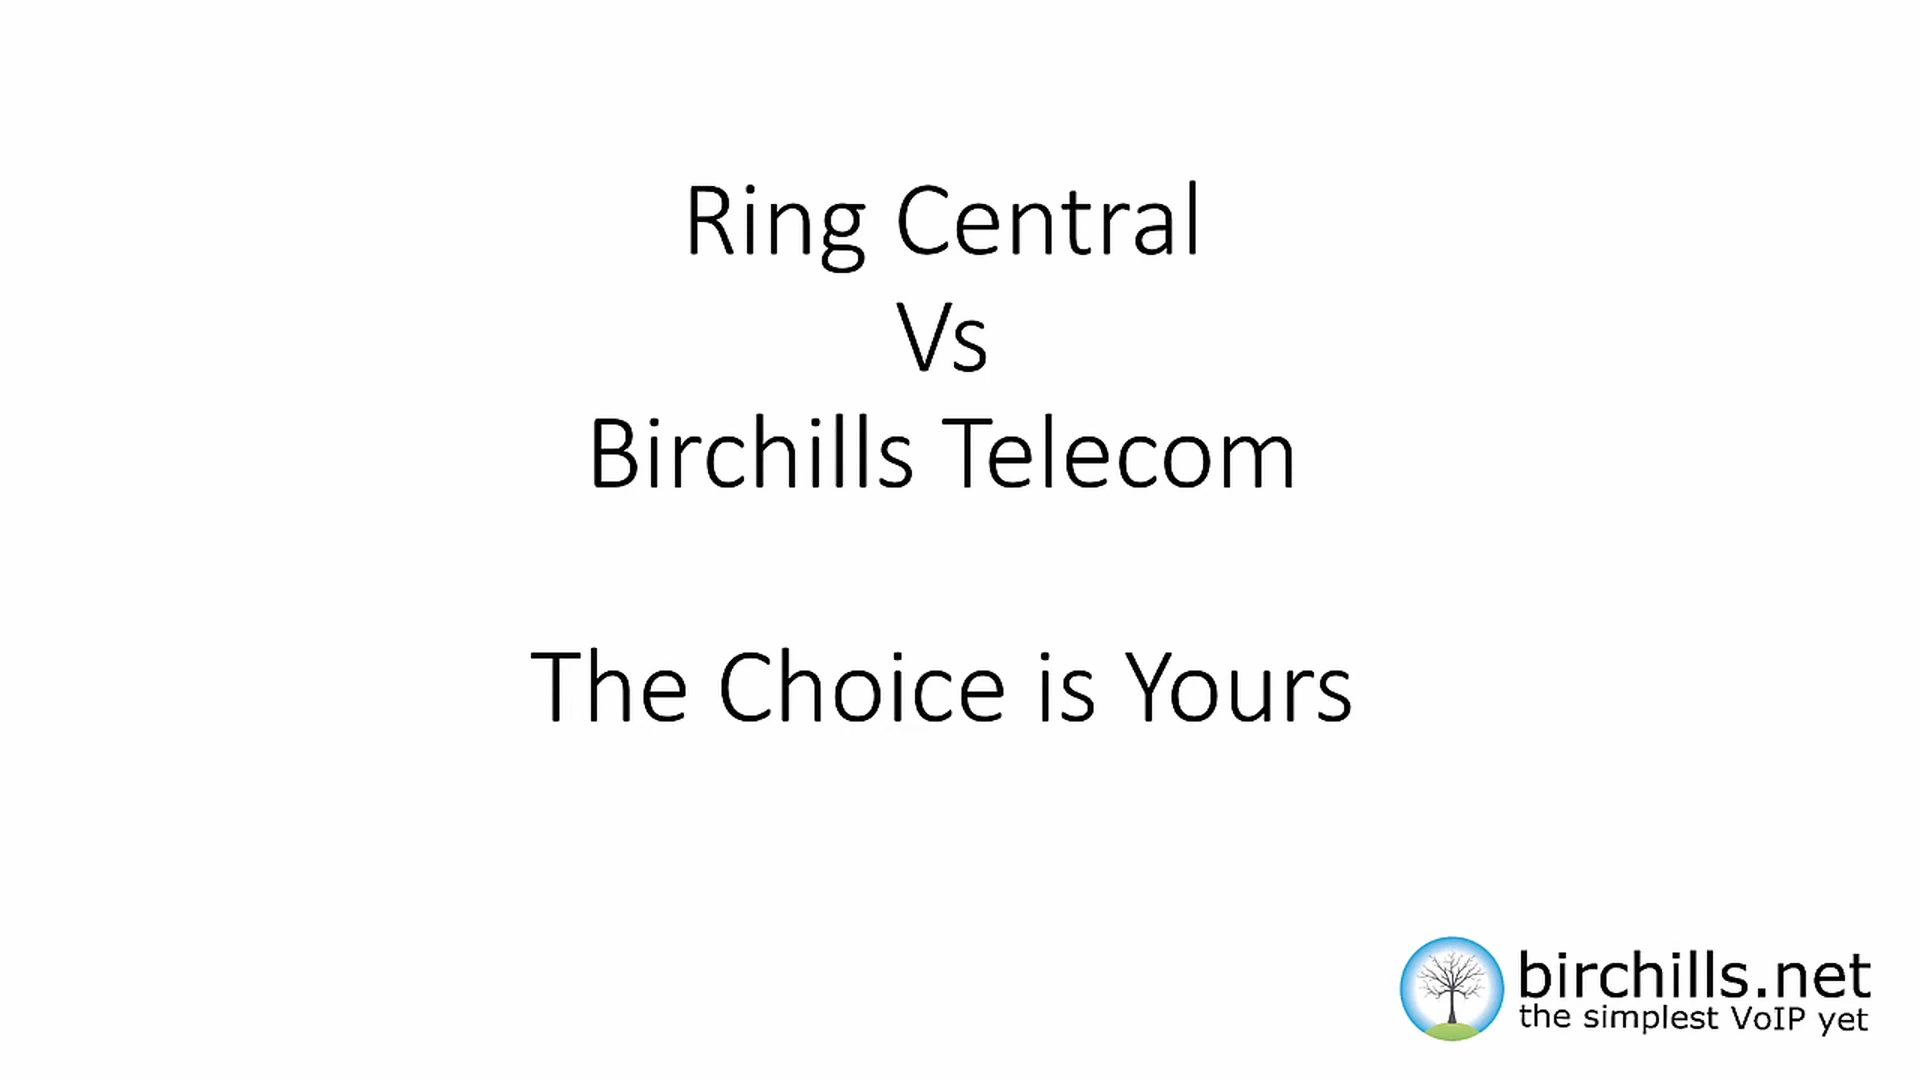 Ring Central
Vs
Birchills Telecom
The Choice is Yours
birchills.net
the simplest VoIP yet